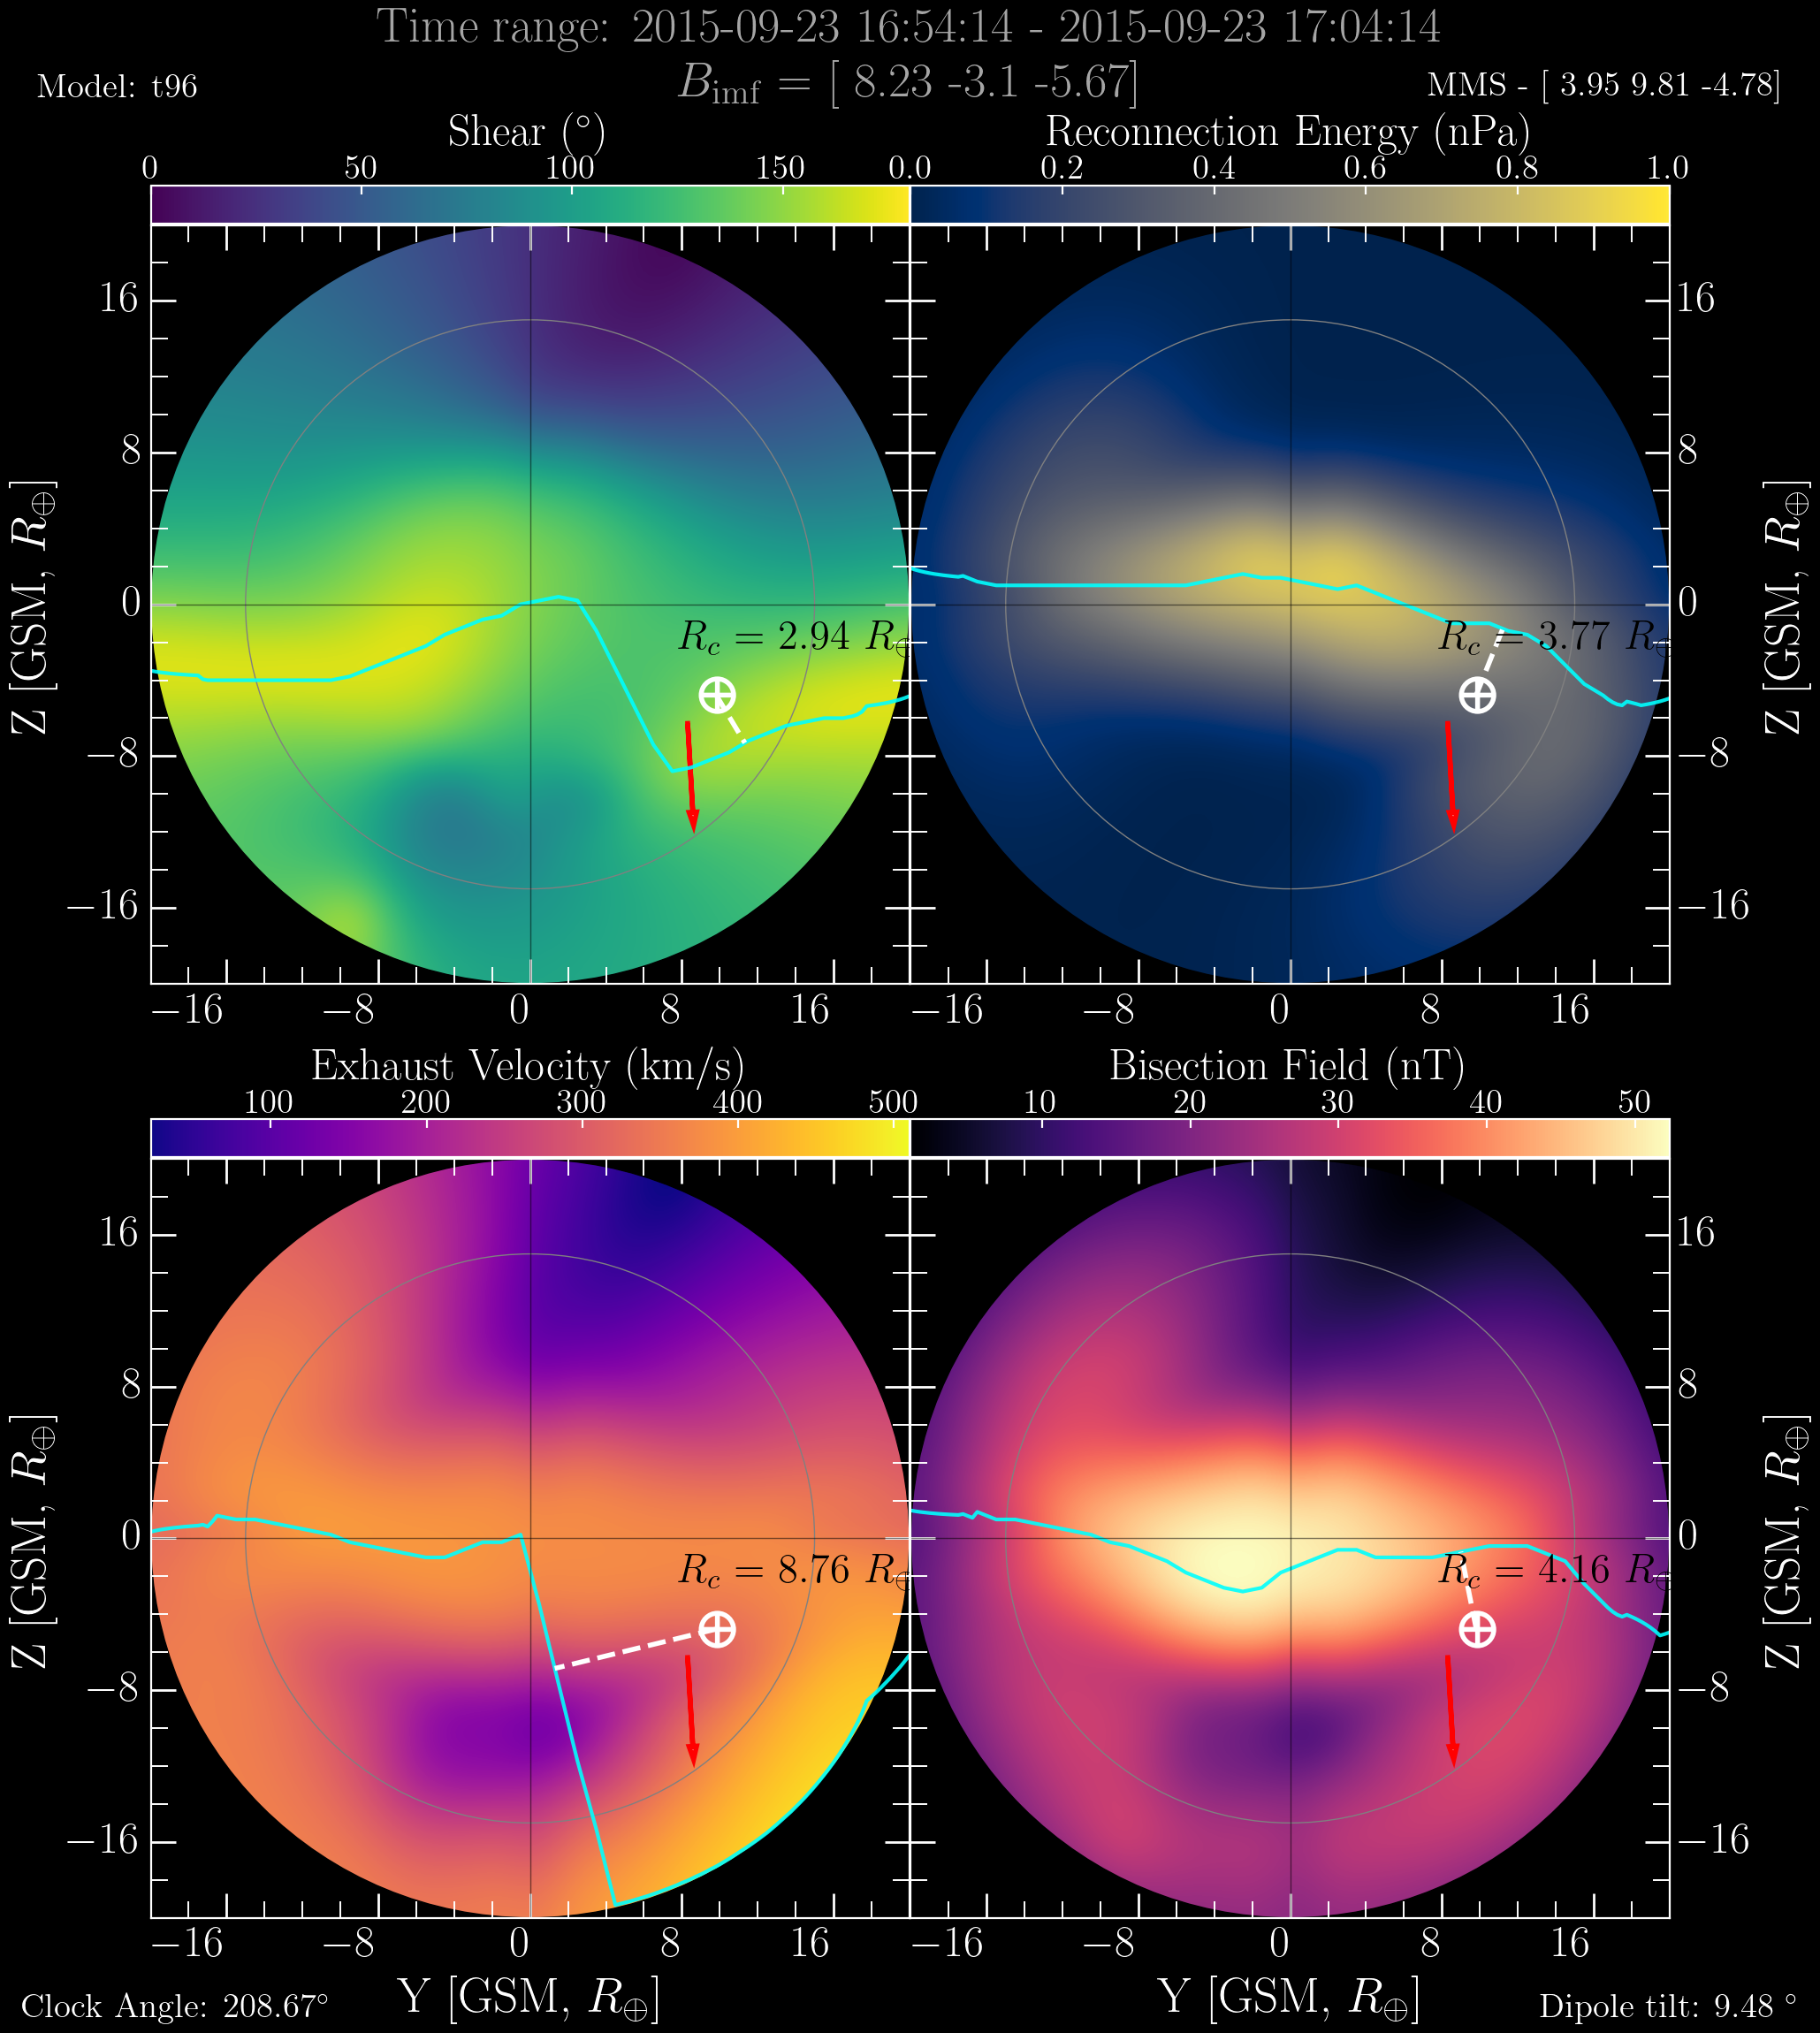 Time range: 2015-09-23 16:54:14 - 2015-09-23 17:04:14
Model: t96
B_imf = [ 8.23 -3.1 -5.67]
MMS - [ 3.95 9.81 -4.78]
Shear (°)
0 50 100 150
Reconnection Energy (nPa)
0.0 0.2 0.4 0.6 0.8 1.0
Z [GSM, R⊕]
16
8
0
−8
−16
R_c = 2.94 R⊕
−16 −8 0 8 16
R_c = 3.77 R⊕
16
8
0
−8
−16
Z [GSM, R⊕]
−16 −8 0 8 16
Exhaust Velocity (km/s)
100 200 300 400 500
Bisection Field (nT)
10 20 30 40 50
Z [GSM, R⊕]
16
8
0
−8
−16
R_c = 8.76 R⊕
−16 −8 0 8 16
Y [GSM, R⊕]
R_c = 4.16 R⊕
16
8
0
−8
−16
Z [GSM, R⊕]
−16 −8 0 8 16
Y [GSM, R⊕]
Clock Angle: 208.67°
Dipole tilt: 9.48 °